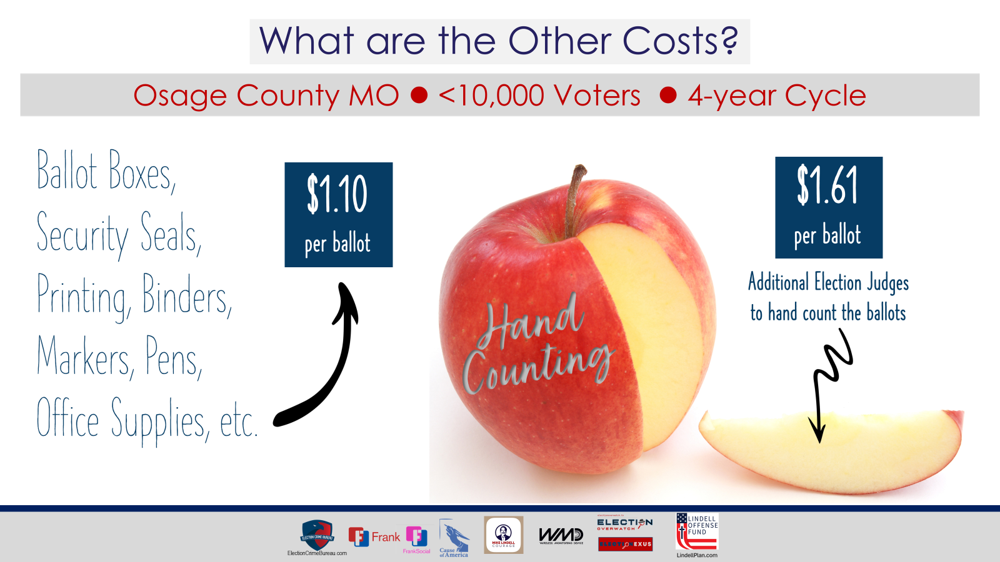 What are the Other Costs?
Osage County MO ● <10,000 Voters ● 4-year Cycle
Ballot Boxes,
Security Seals,
Printing, Binders,
Markers, Pens,
Office Supplies, etc.
$1.10
per ballot
Hand
Counting
$1.61
per ballot
Additional Election Judges
to hand count the ballots
ELECTION CRIME BUREAU
ElectionCrimeBureau.com
Frank
FrankSocial
Cause
of America
MIKE LINDELL
COURAGE
WMD
WIRELESS MONITORING DEVICE
ELECTION
OVERWATCH
ELECTIONEXUS
LINDELL
OFFENSE
FUND
LindellPlan.com